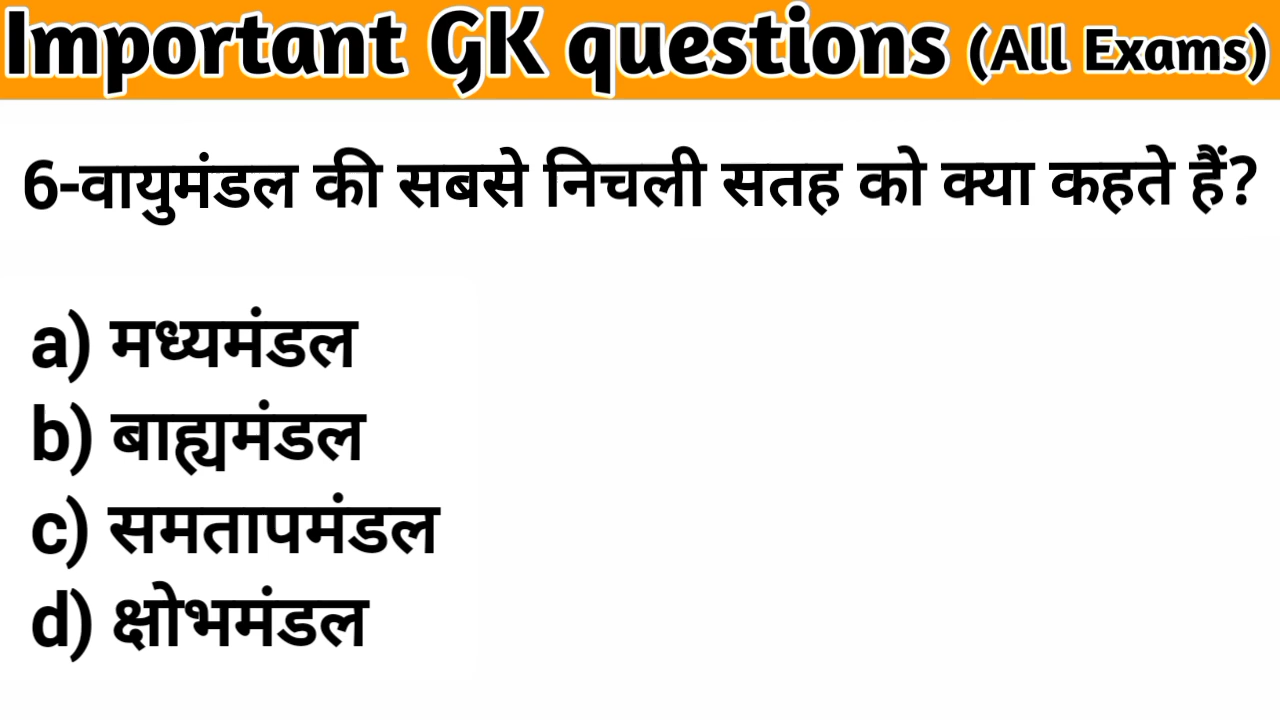 Important GK questions (All Exams)
6-वायुमंडल की सबसे निचली सतह को क्या कहते हैं?
a) मध्यमंडल
b) बाह्यमंडल
c) समतापमंडल
d) क्षोभमंडल